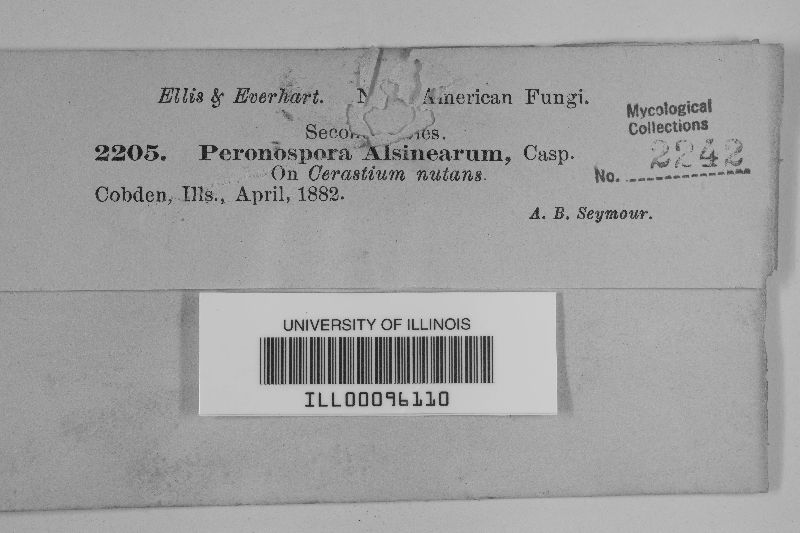 Ellis & Everhart. American Fungi.
2205. Peronospora Alsinearum, Casp.
On Cerastium nutans.
Cobden, Ills., April, 1882.
A. B. Seymour.
Mycological
Collections
No. 2242
UNIVERSITY OF ILLINOIS
ILL00096110